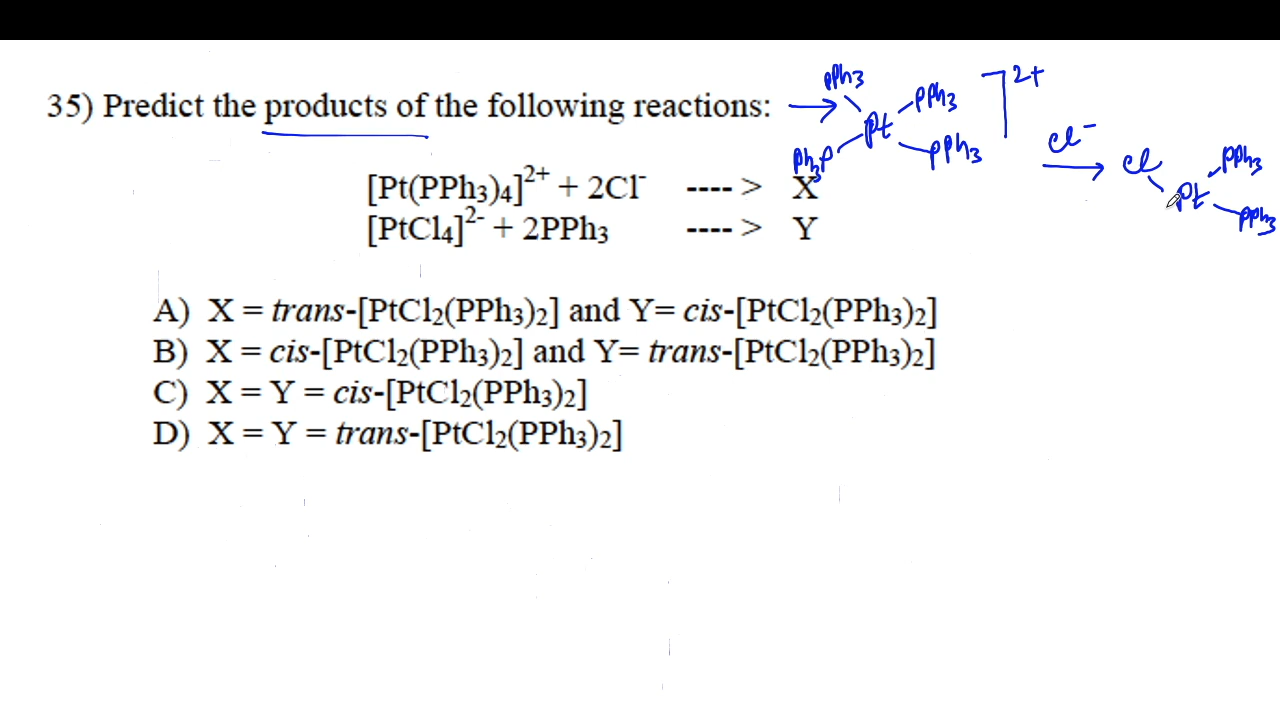 35) Predict the products of the following reactions:
[Pt(PPh3)4]2+ + 2Cl- ----> X
[PtCl4]2- + 2PPh3 ----> Y
A) X = trans-[PtCl2(PPh3)2] and Y= cis-[PtCl2(PPh3)2]
B) X = cis-[PtCl2(PPh3)2] and Y= trans-[PtCl2(PPh3)2]
C) X = Y = cis-[PtCl2(PPh3)2]
D) X = Y = trans-[PtCl2(PPh3)2]
PPh3
PPh3
Pt
Ph3P
PPh3
2+
Cl-
Cl
PPh3
Pt
PPh3